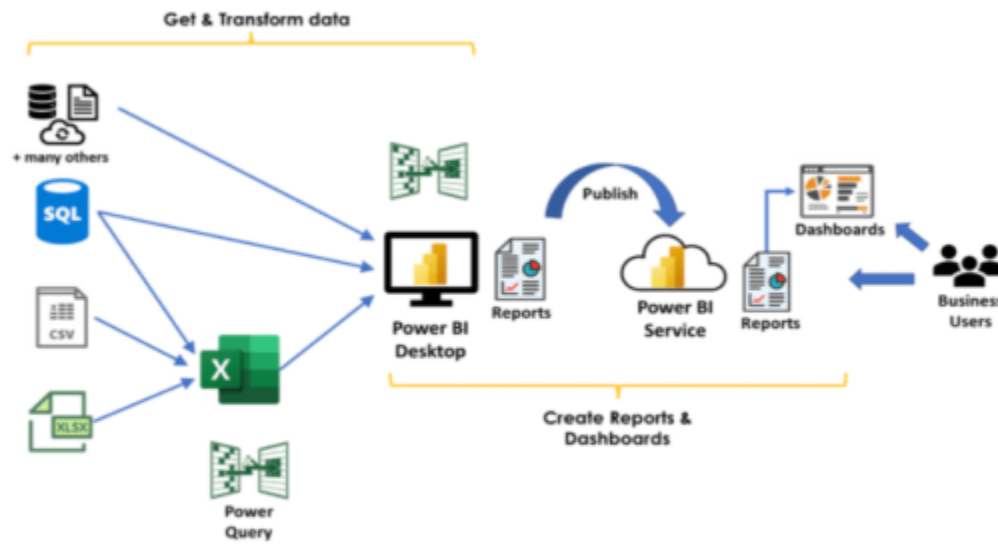 Get & Transform data
+ many others
SQL
CSV
XLSX
X
Power
Query
Power BI
Desktop
Reports
Publish
Power BI
Service
Reports
Dashboards
Business
Users
Create Reports &
Dashboards